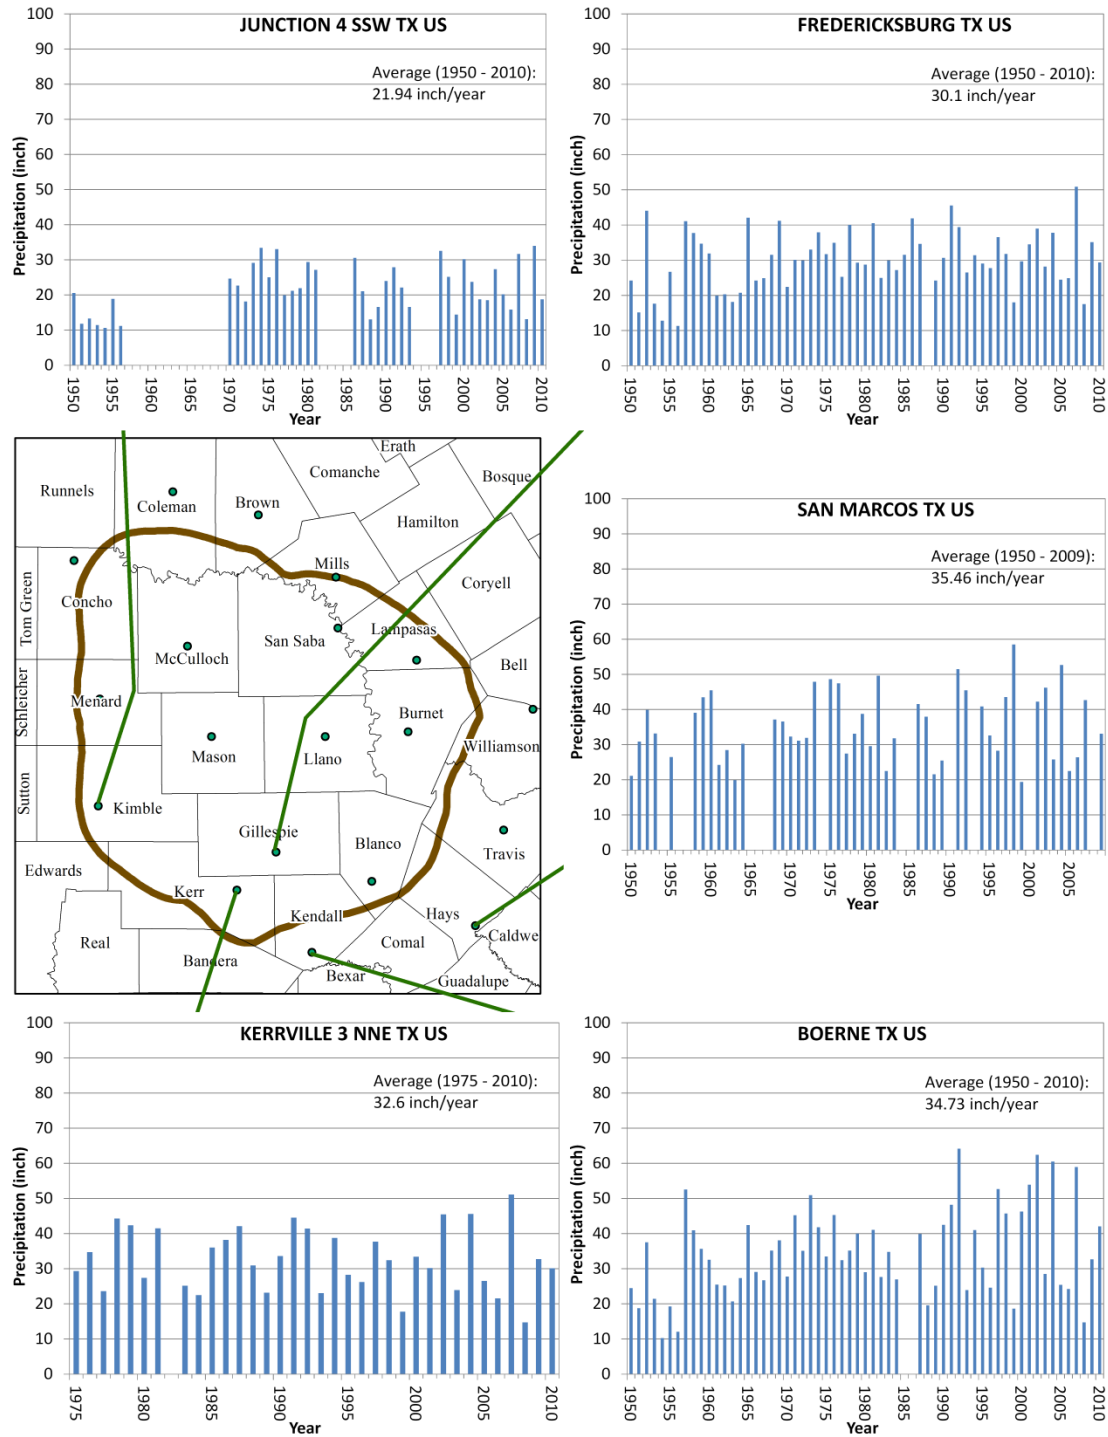 JUNCTION 4 SSW TX US
Average (1950 - 2010):
21.94 inch/year
Precipitation (inch)
100
90
80
70
60
50
40
30
20
10
0
1950
1955
1960
1965
1970
1975
1980
1985
1990
1995
2000
2005
2010
Year
FREDERICKSBURG TX US
Average (1950 - 2010):
30.1 inch/year
Precipitation (inch)
100
90
80
70
60
50
40
30
20
10
0
1950
1955
1960
1965
1970
1975
1980
1985
1990
1995
2000
2005
2010
Year
Erath
Comanche
Bosque
Runnels
Coleman
Brown
Hamilton
Mills
Coryell
Tom Green
Concho
San Saba
Lampasas
McCulloch
Bell
Schleicher
Menard
Burnet
Mason
Llano
Williamson
Sutton
Kimble
Gillespie
Blanco
Travis
Edwards
Kerr
Kendall
Hays
Real
Comal
Caldwe
Bandera
Bexar
Guadalupe
SAN MARCOS TX US
Average (1950 - 2009):
35.46 inch/year
Precipitation (inch)
100
90
80
70
60
50
40
30
20
10
0
1950
1955
1960
1965
1970
1975
1980
1985
1990
1995
2000
2005
Year
KERRVILLE 3 NNE TX US
Average (1975 - 2010):
32.6 inch/year
Precipitation (inch)
100
90
80
70
60
50
40
30
20
10
0
1975
1980
1985
1990
1995
2000
2005
2010
Year
BOERNE TX US
Average (1950 - 2010):
34.73 inch/year
Precipitation (inch)
100
90
80
70
60
50
40
30
20
10
0
1950
1955
1960
1965
1970
1975
1980
1985
1990
1995
2000
2005
2010
Year